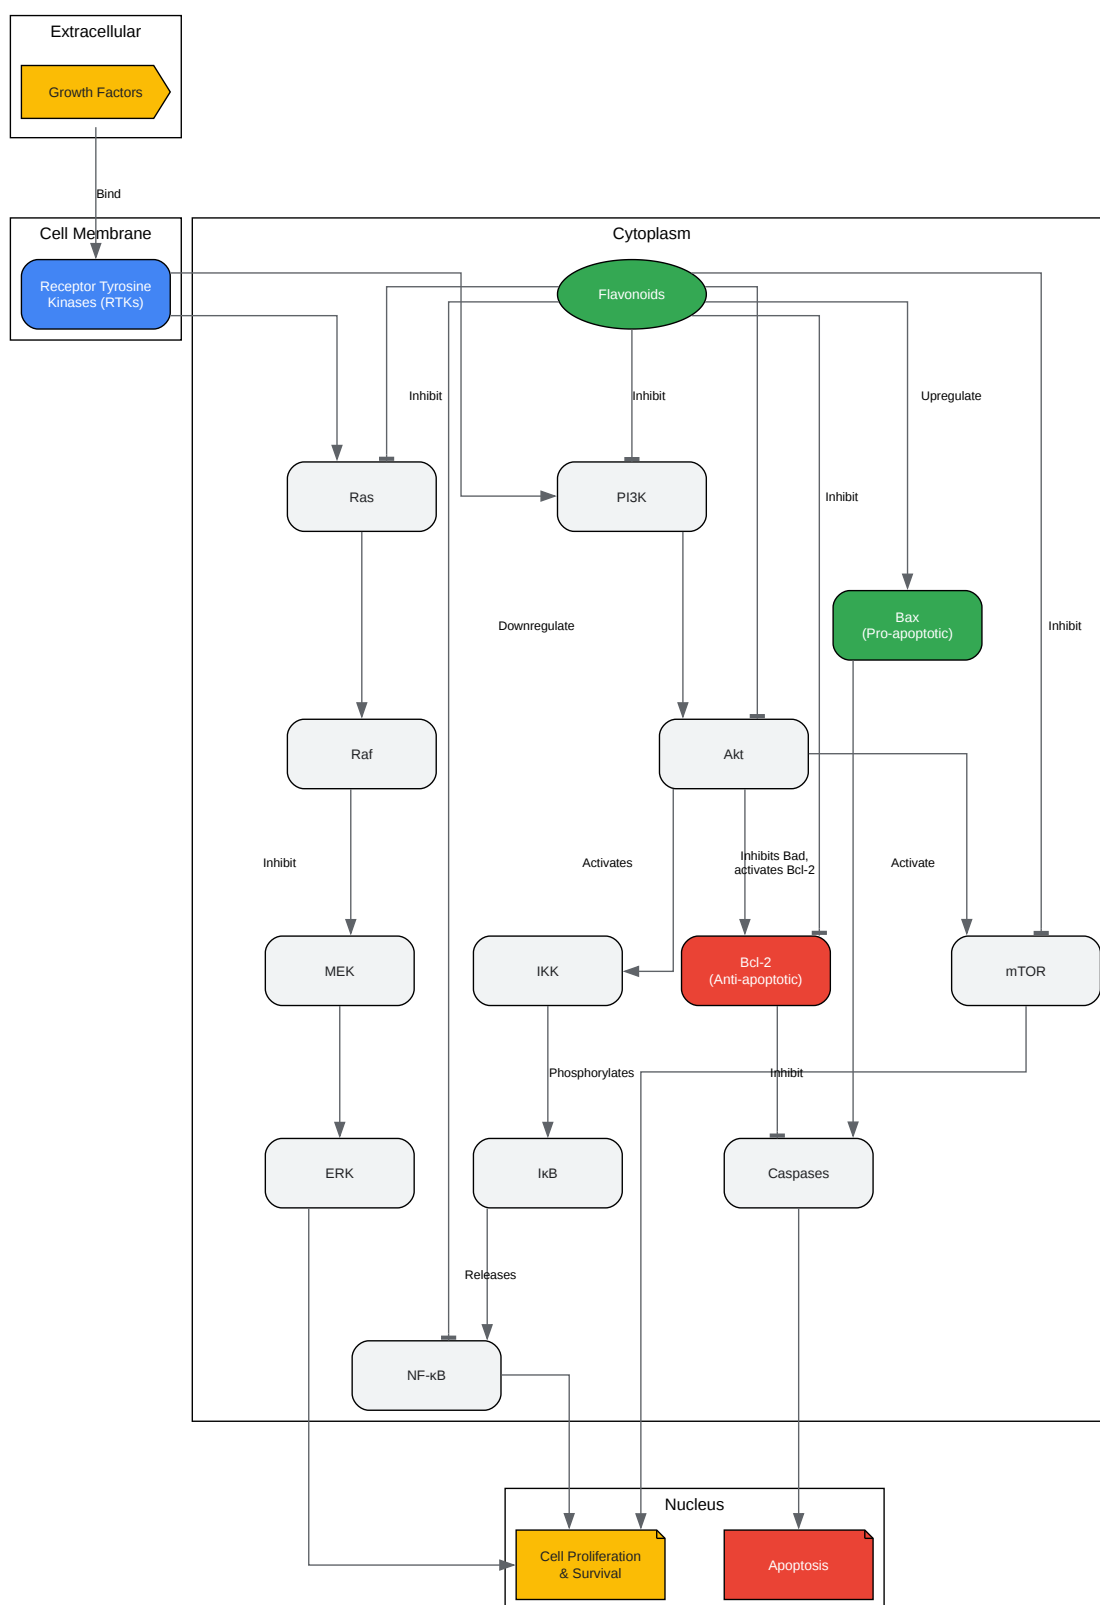 Extracellular
Growth Factors
Bind
Cell Membrane
Cytoplasm
Receptor Tyrosine
Kinases (RTKs)
Flavonoids
Inhibit
Inhibit
Upregulate
Ras
PI3K
Inhibit
Bax
(Pro-apoptotic)
Downregulate
Inhibit
Raf
Akt
Inhibit
Activates
Inhibits Bad,
activates Bcl-2
Activate
MEK
IKK
Bcl-2
(Anti-apoptotic)
mTOR
Phosphorylates
Inhibit
ERK
IκB
Caspases
Releases
NF-κB
Nucleus
Cell Proliferation
& Survival
Apoptosis